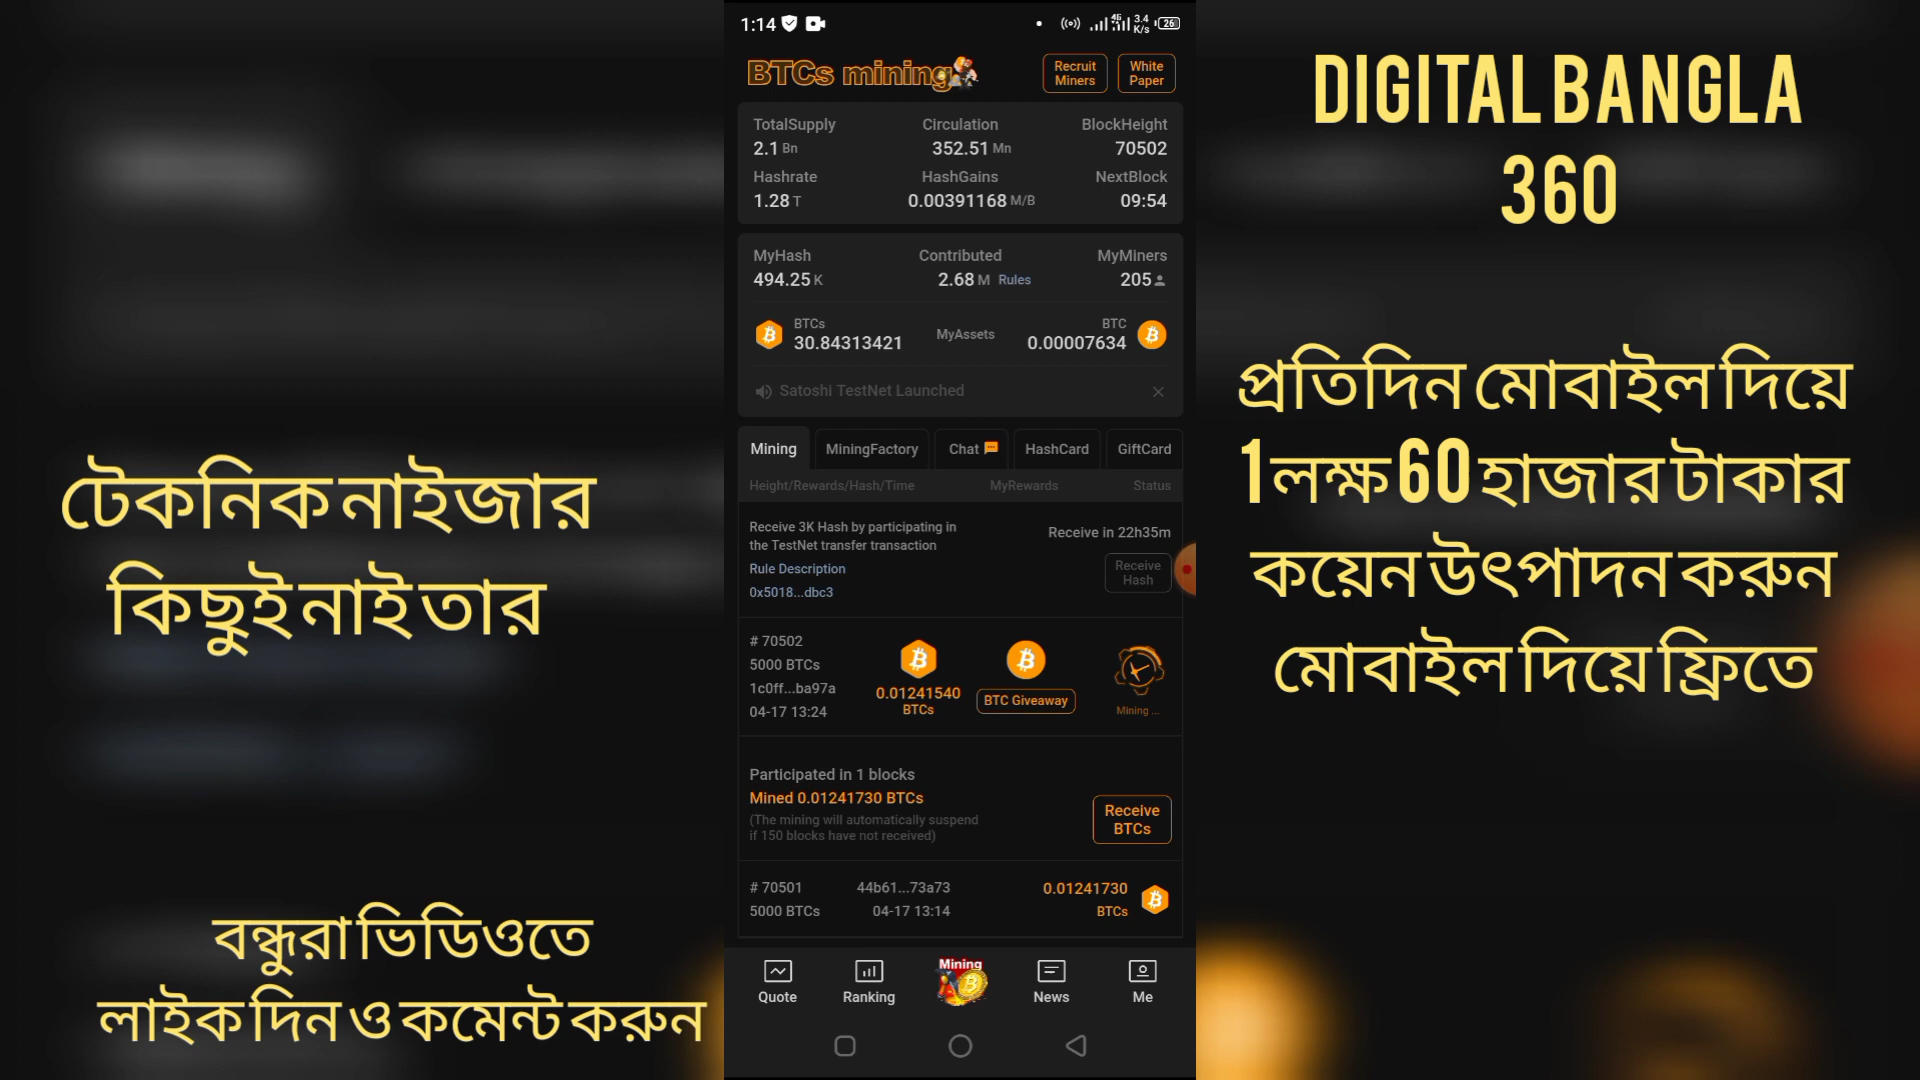 টেকনিক নাইজার
কিছুই নাই তার
বন্ধুরা ভিডিওতে
লাইক দিন ও কমেন্ট করুন
1:14 4G 3.4 K/s 26
BTCs mining
Recruit Miners
White Paper
TotalSupply Circulation BlockHeight
2.1 Bn 352.51 Mn 70502
Hashrate HashGains NextBlock
1.28 T 0.00391168 M/B 09:54
MyHash Contributed MyMiners
494.25 K 2.68 M Rules 205
BTCs MyAssets BTC
30.84313421 0.00007634
Satoshi TestNet Launched
Mining MiningFactory Chat HashCard GiftCard
Height/Rewards/Hash/Time MyRewards Status
Receive 3K Hash by participating in
the TestNet transfer transaction
Rule Description
0x5018...dbc3
Receive in 22h35m
Receive
Hash
# 70502
5000 BTCs
1c0ff...ba97a
04-17 13:24
0.01241540
BTCs
BTC Giveaway
Mining ...
Participated in 1 blocks
Mined 0.01241730 BTCs
(The mining will automatically suspend
if 150 blocks have not received)
Receive
BTCs
# 70501 44b61...73a73 0.01241730
5000 BTCs 04-17 13:14 BTCs
Mining
Quote Ranking News Me
DIGITAL BANGLA
360
প্রতিদিন মোবাইল দিয়ে
1 লক্ষ 60 হাজার টাকার
কয়েন উৎপাদন করুন
মোবাইল দিয়ে ফ্রিতে